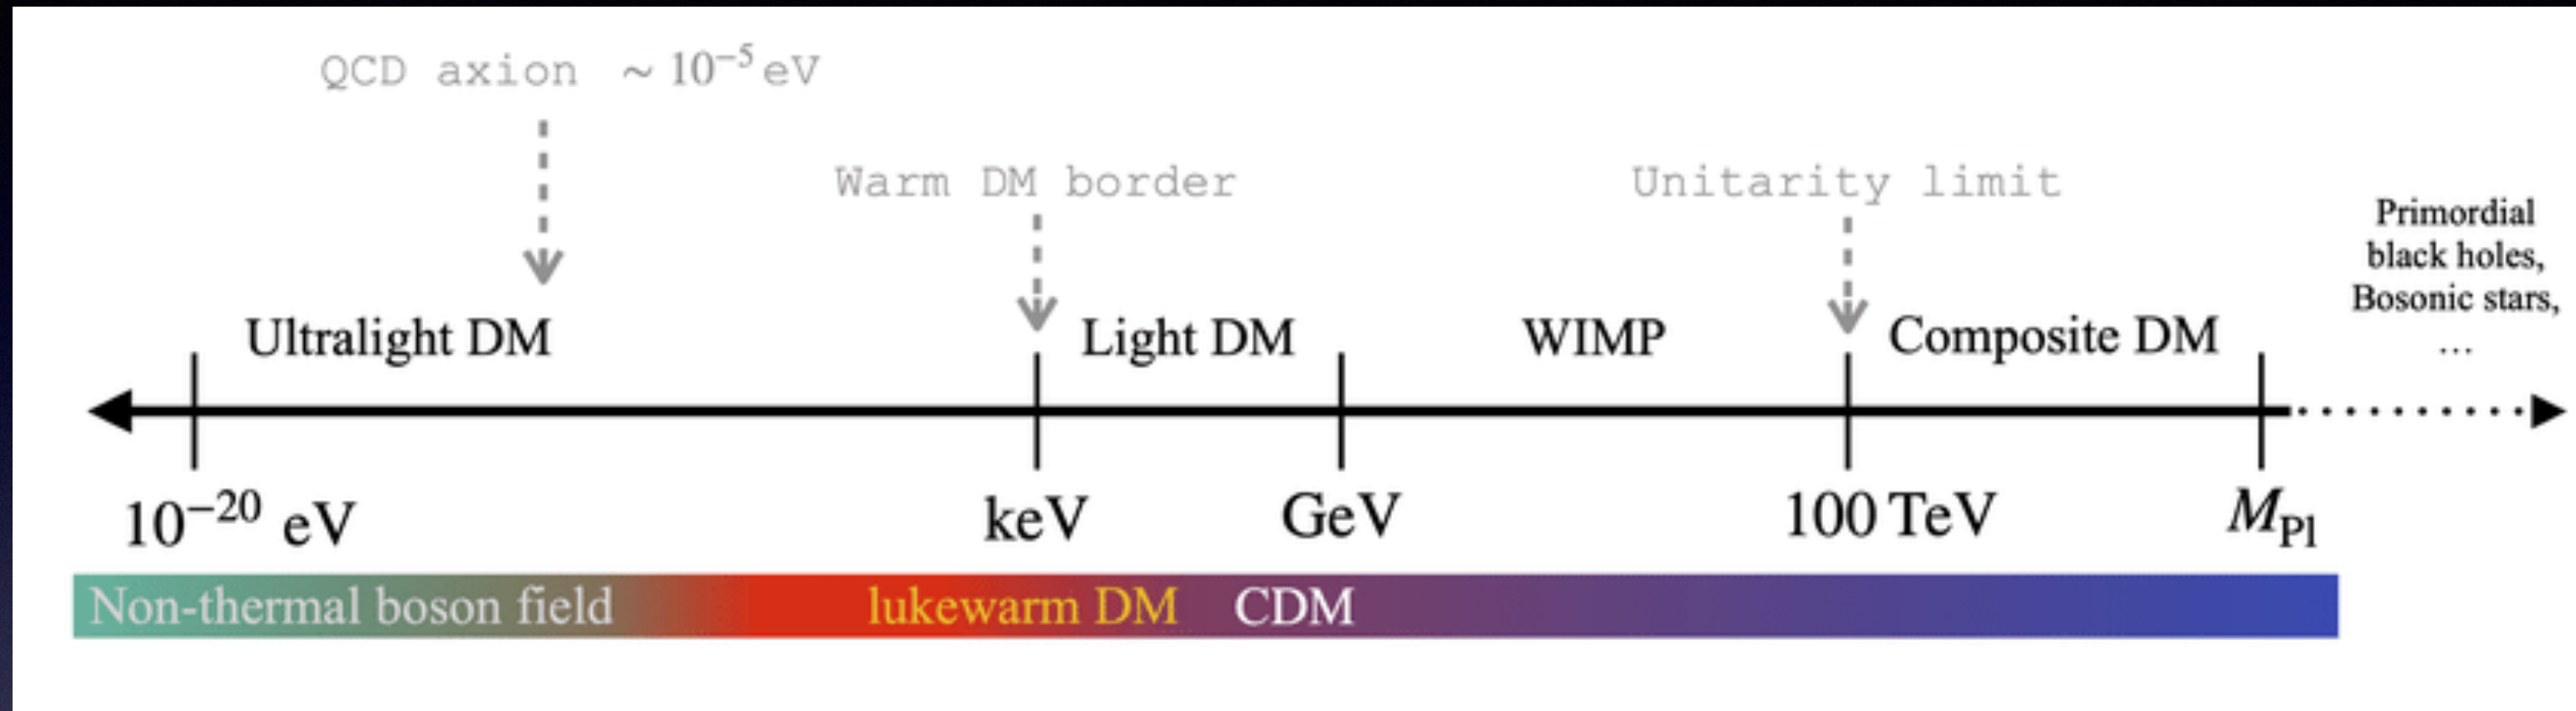 QCD axion ~ 10⁻⁵ eV
Warm DM border
Unitarity limit
Primordial
black holes,
Bosonic stars,
...
Ultralight DM
Light DM
WIMP
Composite DM
10⁻²⁰ eV
keV
GeV
100 TeV
M_Pl
Non-thermal boson field
lukewarm DM
CDM